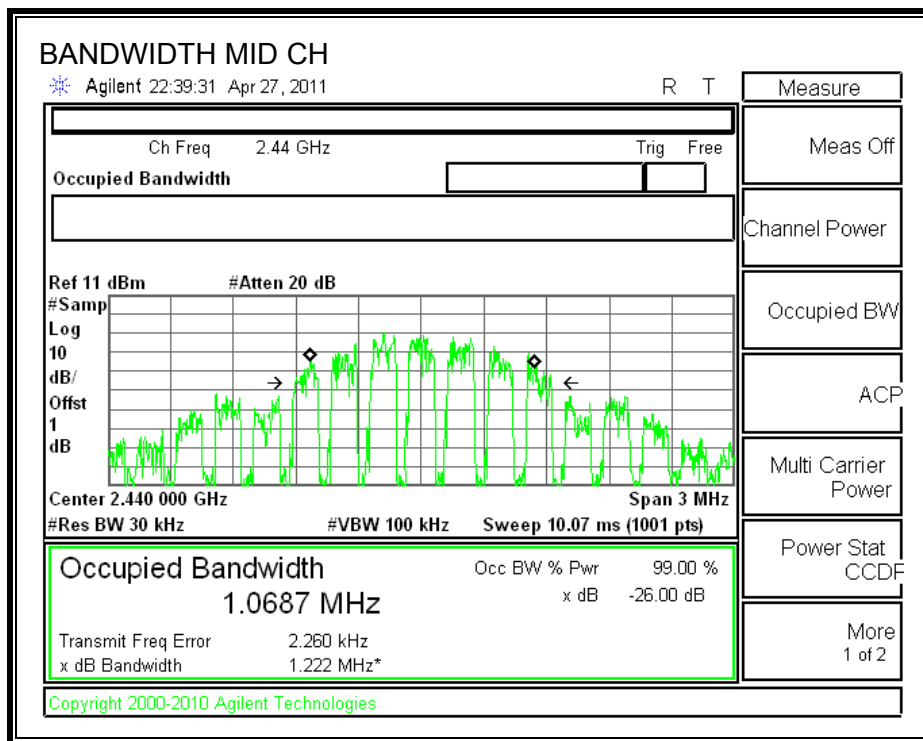 BANDWIDTH MID CH
Agilent 22:39:31 Apr 27, 2011
R T
Measure
Ch Freq 2.44 GHz
Trig Free
Occupied Bandwidth
Meas Off
Channel Power
Occupied BW
ACP
Multi Carrier
Power
Power Stat
CCDF
More
1 of 2
Ref 11 dBm
#Atten 20 dB
#Samp
Log
10
dB/
Offst
1
dB
Center 2.440 000 GHz
Span 3 MHz
#Res BW 30 kHz
#VBW 100 kHz
Sweep 10.07 ms (1001 pts)
Occupied Bandwidth
1.0687 MHz
Occ BW % Pwr 99.00 %
x dB -26.00 dB
Transmit Freq Error 2.260 kHz
x dB Bandwidth 1.222 MHz*
Copyright 2000-2010 Agilent Technologies